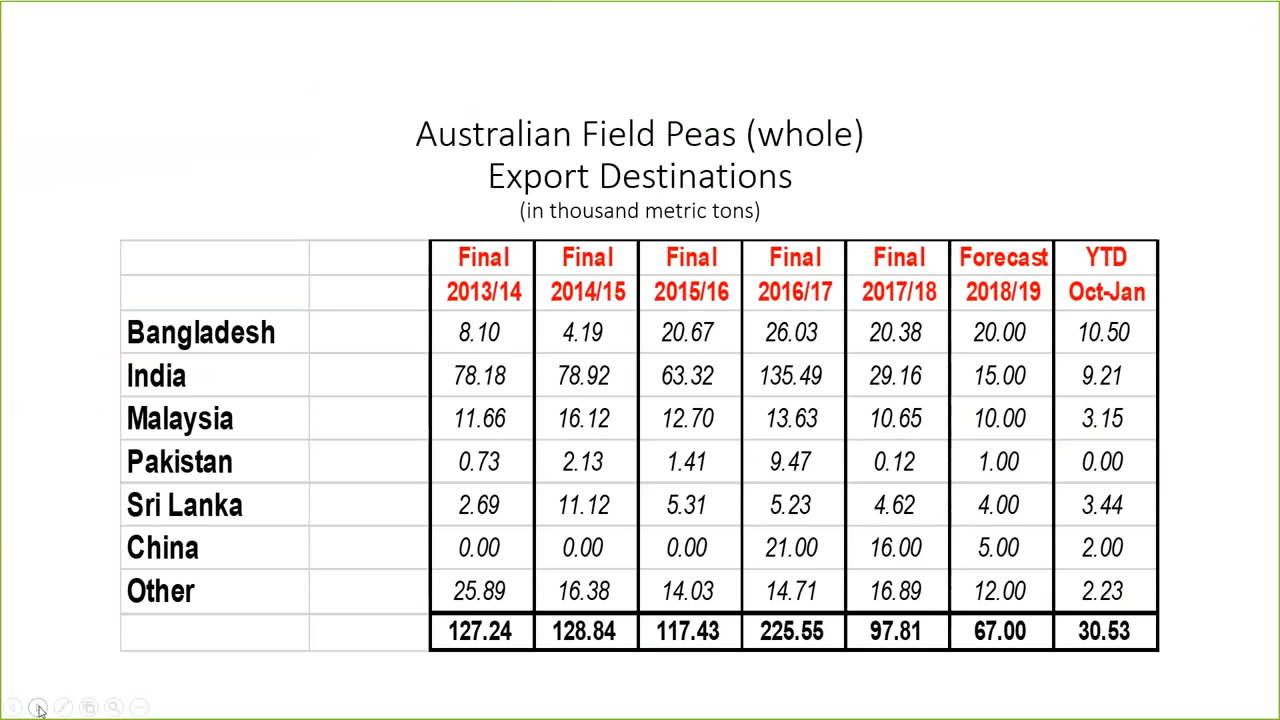 Australian Field Peas (whole)
Export Destinations
(in thousand metric tons)
Final Final Final Final Final Forecast YTD
2013/14 2014/15 2015/16 2016/17 2017/18 2018/19 Oct-Jan
Bangladesh 8.10 4.19 20.67 26.03 20.38 20.00 10.50
India 78.18 78.92 63.32 135.49 29.16 15.00 9.21
Malaysia 11.66 16.12 12.70 13.63 10.65 10.00 3.15
Pakistan 0.73 2.13 1.41 9.47 0.12 1.00 0.00
Sri Lanka 2.69 11.12 5.31 5.23 4.62 4.00 3.44
China 0.00 0.00 0.00 21.00 16.00 5.00 2.00
Other 25.89 16.38 14.03 14.71 16.89 12.00 2.23
127.24 128.84 117.43 225.55 97.81 67.00 30.53